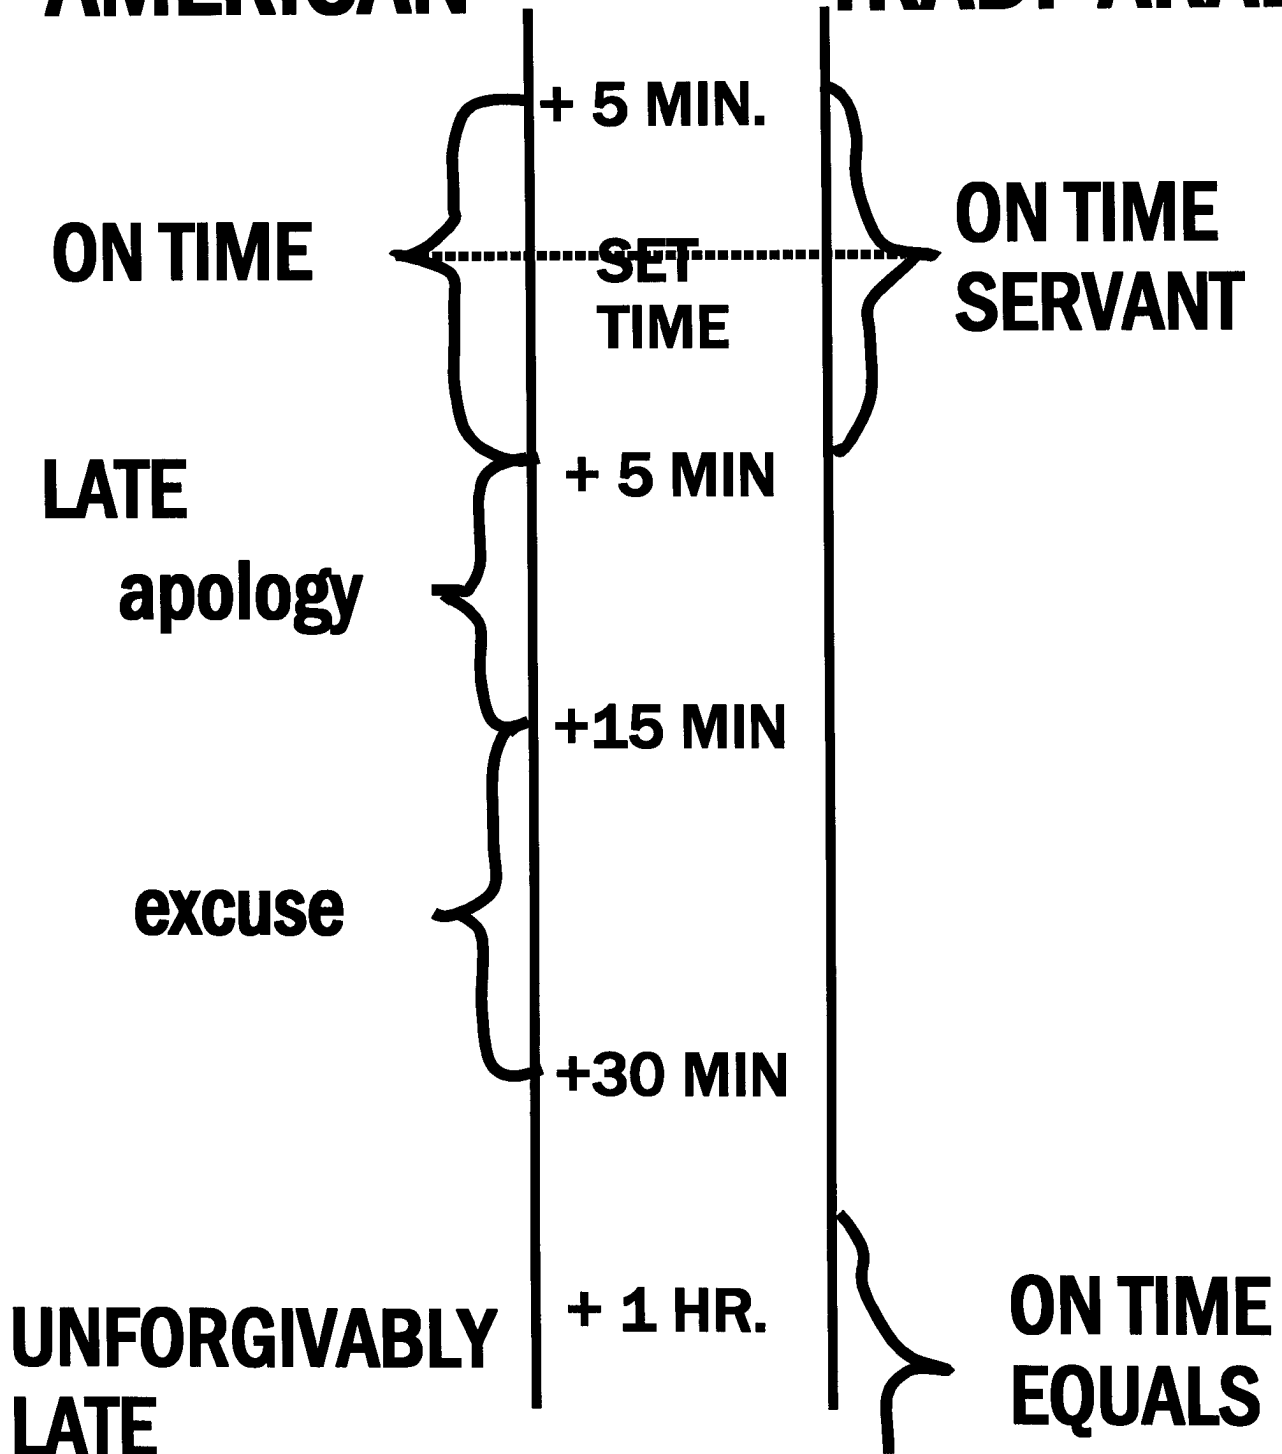 AMERICAN
+ 5 MIN.
ON TIME
SET
TIME
ON TIME
SERVANT
+ 5 MIN
LATE
apology
+15 MIN
excuse
+30 MIN
+ 1 HR.
UNFORGIVABLY
LATE
ON TIME
EQUALS